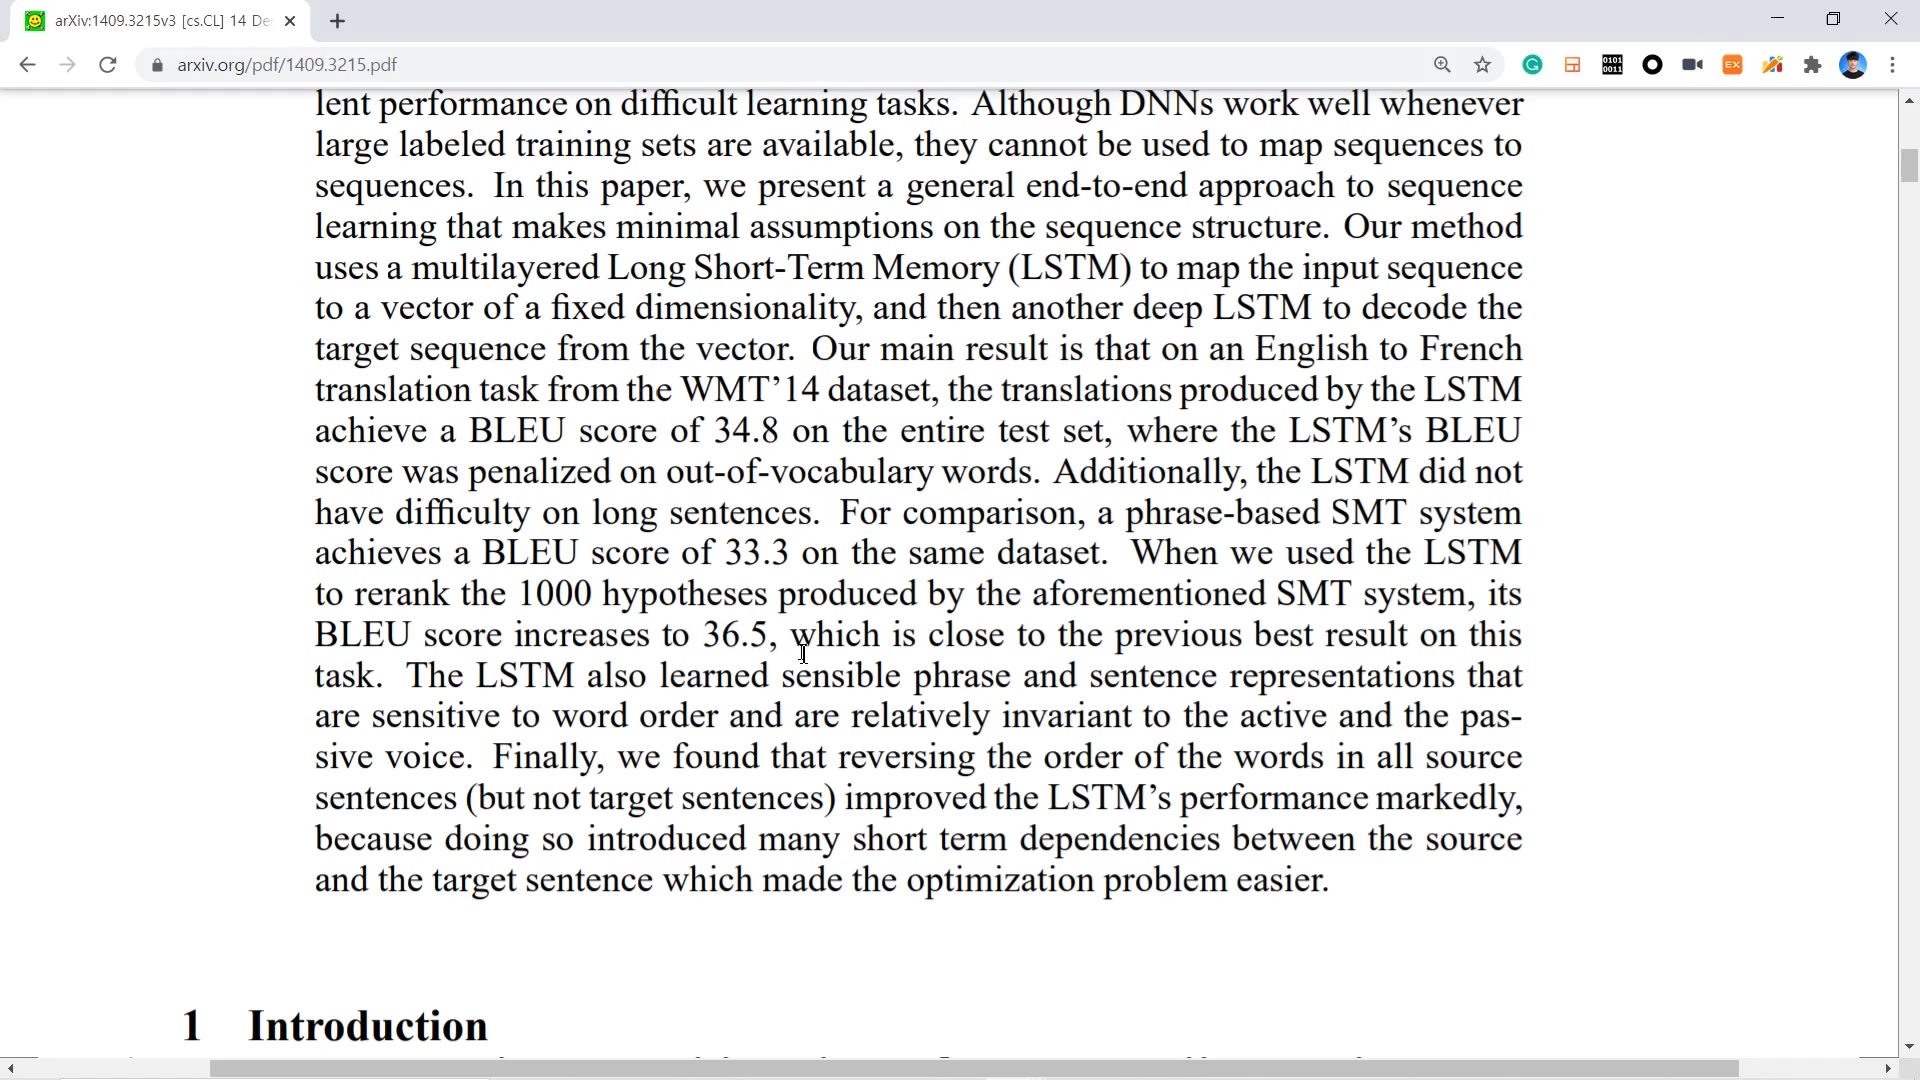 arXiv:1409.3215v3 [cs.CL] 14 De
arxiv.org/pdf/1409.3215.pdf
0101
0011
EX
lent performance on difficult learning tasks. Although DNNs work well whenever
large labeled training sets are available, they cannot be used to map sequences to
sequences. In this paper, we present a general end-to-end approach to sequence
learning that makes minimal assumptions on the sequence structure. Our method
uses a multilayered Long Short-Term Memory (LSTM) to map the input sequence
to a vector of a fixed dimensionality, and then another deep LSTM to decode the
target sequence from the vector. Our main result is that on an English to French
translation task from the WMT’14 dataset, the translations produced by the LSTM
achieve a BLEU score of 34.8 on the entire test set, where the LSTM’s BLEU
score was penalized on out-of-vocabulary words. Additionally, the LSTM did not
have difficulty on long sentences. For comparison, a phrase-based SMT system
achieves a BLEU score of 33.3 on the same dataset. When we used the LSTM
to rerank the 1000 hypotheses produced by the aforementioned SMT system, its
BLEU score increases to 36.5, which is close to the previous best result on this
task. The LSTM also learned sensible phrase and sentence representations that
are sensitive to word order and are relatively invariant to the active and the pas-
sive voice. Finally, we found that reversing the order of the words in all source
sentences (but not target sentences) improved the LSTM’s performance markedly,
because doing so introduced many short term dependencies between the source
and the target sentence which made the optimization problem easier.
1 Introduction